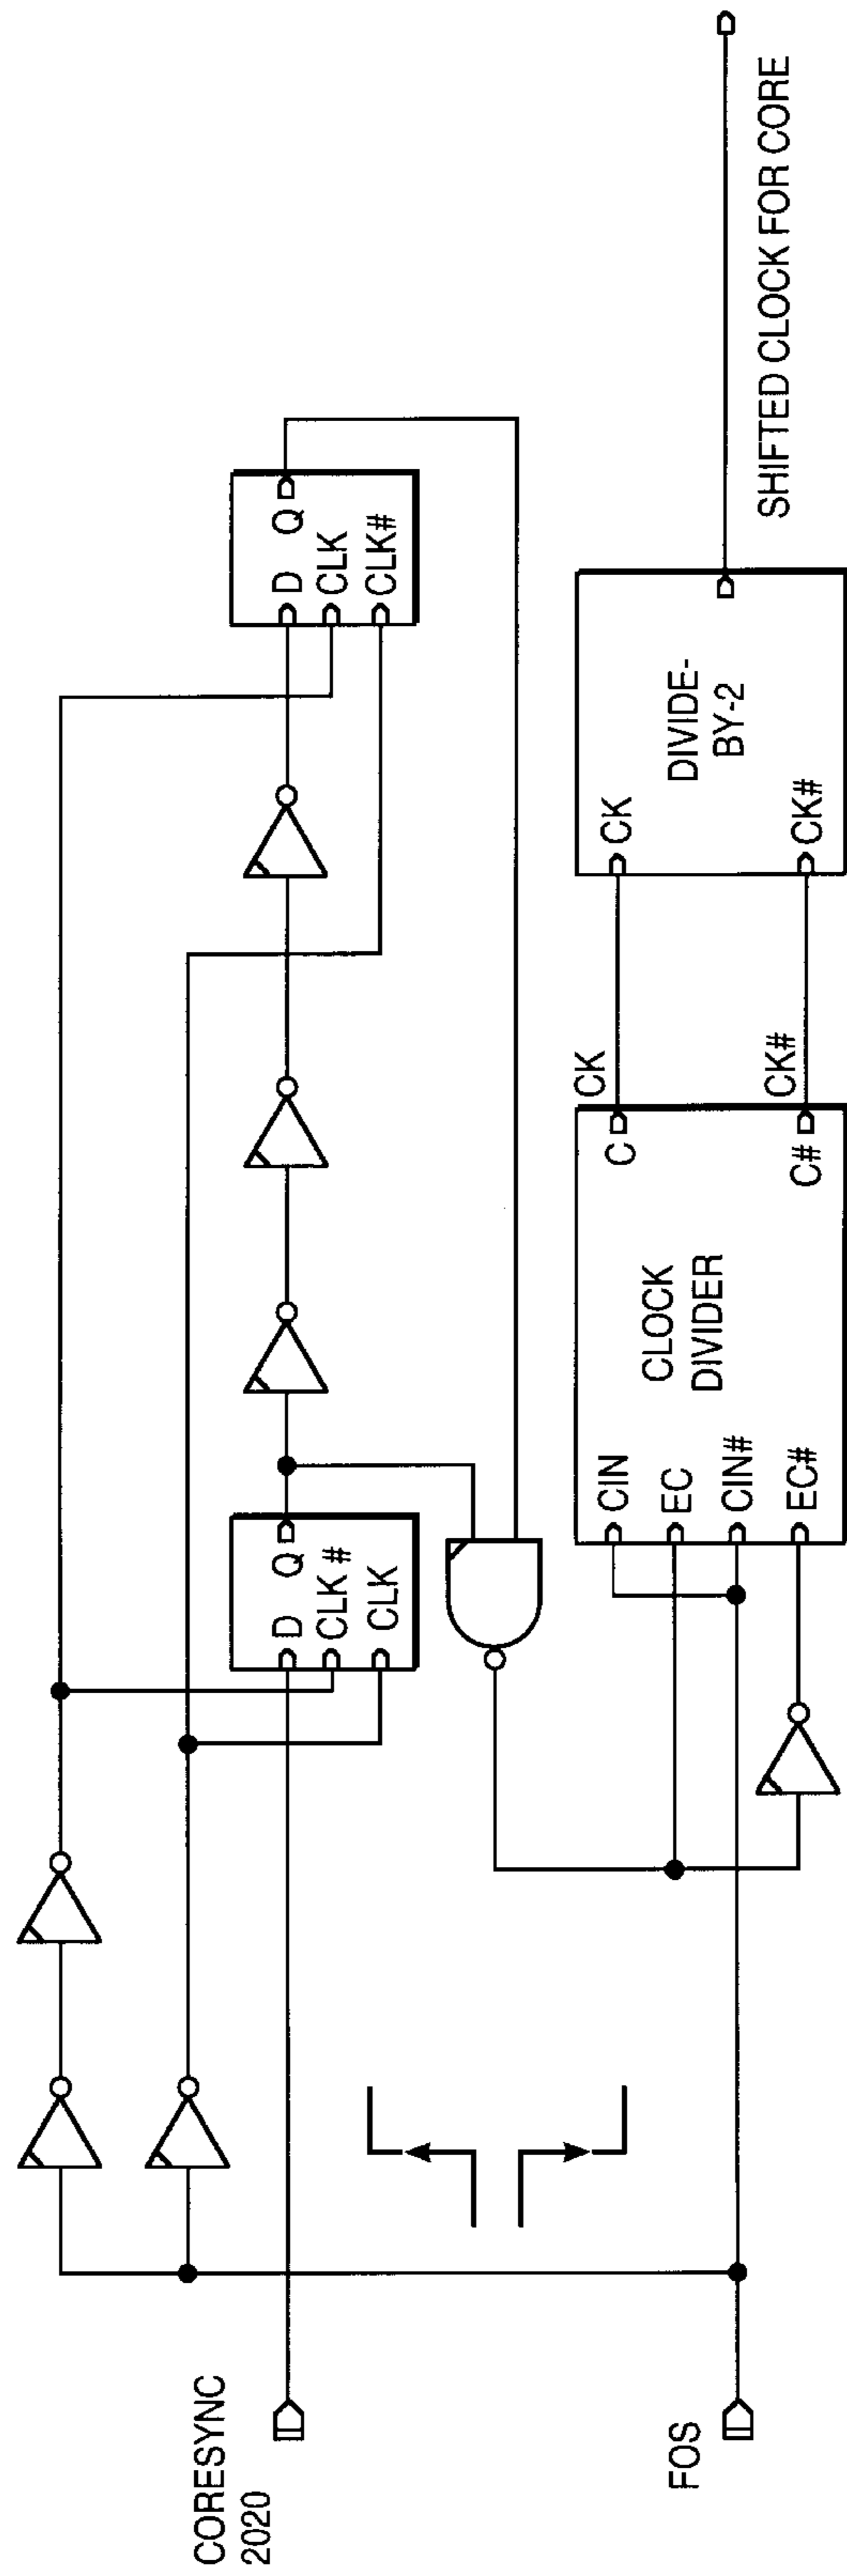 CORESYNC
2020
D Q
CLK #
CLK
D Q
CLK
CLK#
FOS
CIN
EC
CIN#
EC#
CLOCK
DIVIDER
C
C#
CK
CK#
CK
CK#
DIVIDE-
BY-2
SHIFTED CLOCK FOR CORE